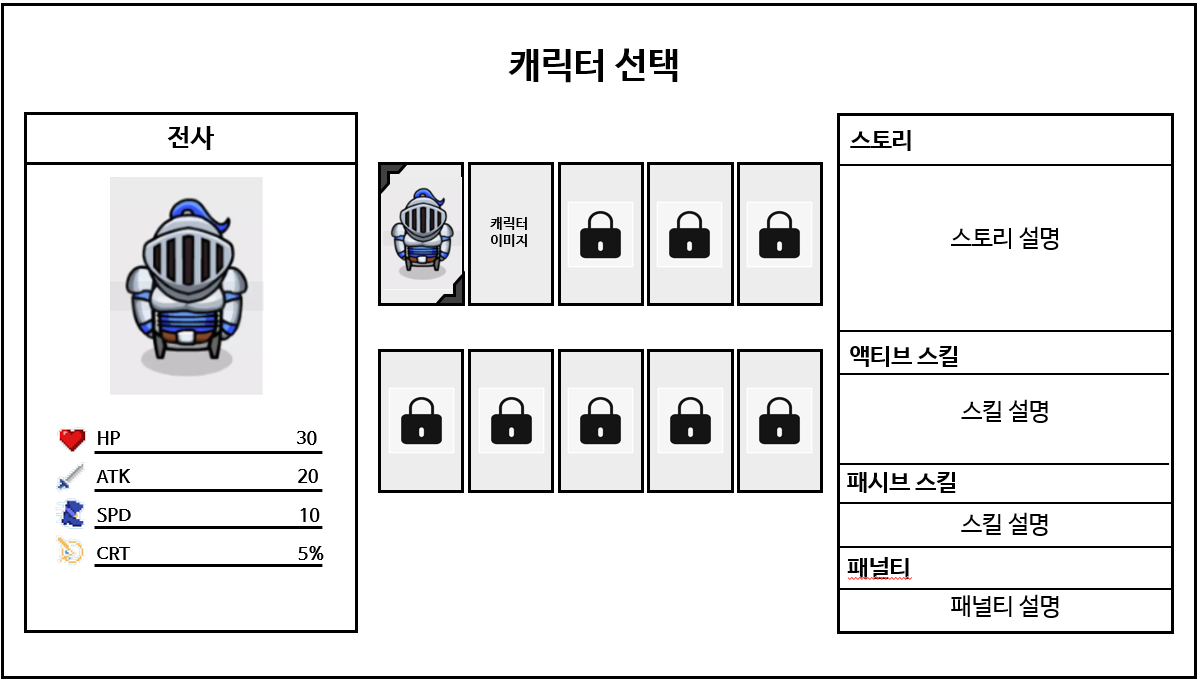 캐릭터 선택
전사
HP 30
ATK 20
SPD 10
CRT 5%
캐릭터
이미지
스토리
스토리 설명
액티브 스킬
스킬 설명
패시브 스킬
스킬 설명
패널티
패널티 설명